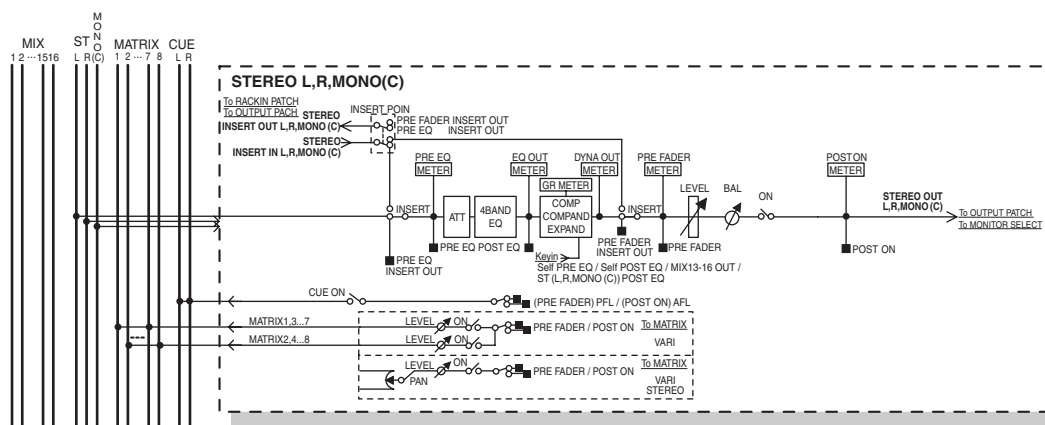 MIX
1 2 ··· 15 16
ST
L R
MONO
(C)
MATRIX
1 2 ··· 7 8
CUE
L R
STEREO L,R,MONO(C)
To RACKIN PATCH
To OUTPUT PACH
STEREO
INSERT OUT L,R,MONO (C)
STEREO
INSERT IN L,R,MONO (C)
INSERT POIN
PRE FADER INSERT OUT
PRE EQ INSERT OUT
INSERT
PRE EQ
INSERT OUT
PRE EQ
METER
PRE EQ
ATT
4BAND
EQ
EQ OUT
METER
POST EQ
GR METER
COMP
COMPAND
EXPAND
Keyin
Self PRE EQ / Self POST EQ / MIX13-16 OUT /
ST (L,R,MONO (C)) POST EQ
DYNA OUT
METER
INSERT
PRE FADER
INSERT OUT
PRE FADER
METER
PRE FADER
LEVEL
BAL
ON
POST ON
METER
POST ON
STEREO OUT
L,R,MONO (C)
To OUTPUT PATCH
To MONITOR SELECT
CUE ON
(PRE FADER) PFL / (POST ON) AFL
MATRIX1,3...7
LEVEL
ON
PRE FADER / POST ON
To MATRIX
VARI
MATRIX2,4...8
LEVEL
ON
LEVEL
PAN
ON
PRE FADER / POST ON
To MATRIX
VARI
STEREO